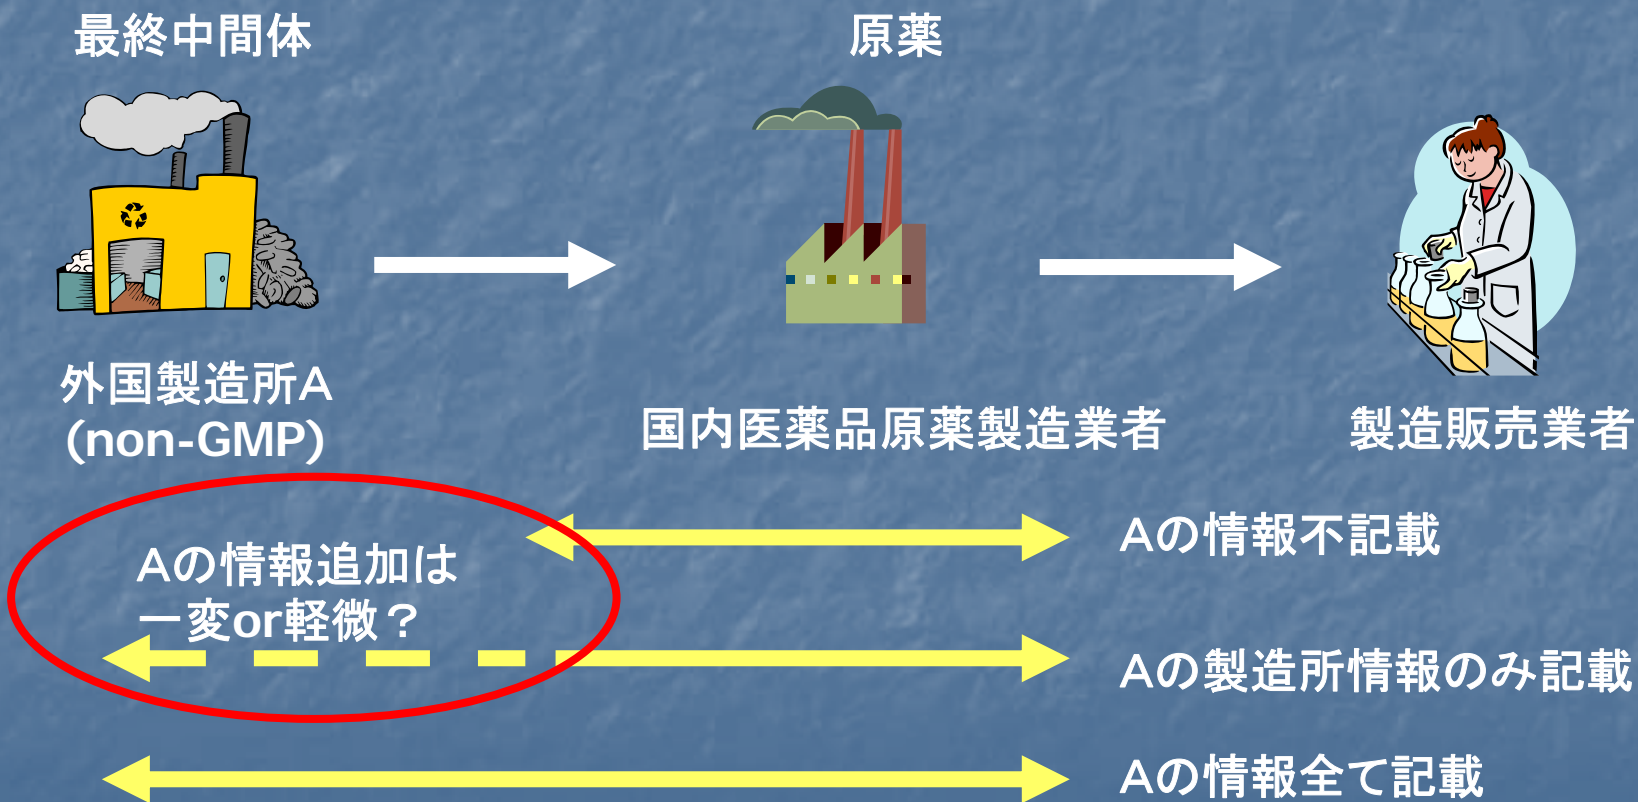 最終中間体
原薬
外国製造所A
(non-GMP)
国内医薬品原薬製造業者
製造販売業者
Aの情報追加は
一変or軽微？
Aの情報不記載
Aの製造所情報のみ記載
Aの情報全て記載